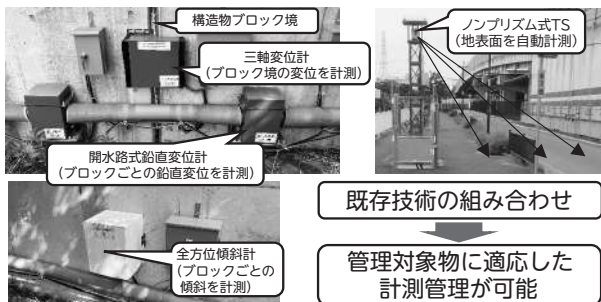 構造物ブロック境
三軸変位計
（ブロック境の変位を計測）
開水路式鉛直変位計
（ブロックごとの鉛直変位を計測）
ノンプリズム式TS
（地表面を自動計測）
全方位傾斜計
（ブロックごとの
傾斜を計測）
既存技術の組み合わせ
管理対象物に適応した
計測管理が可能